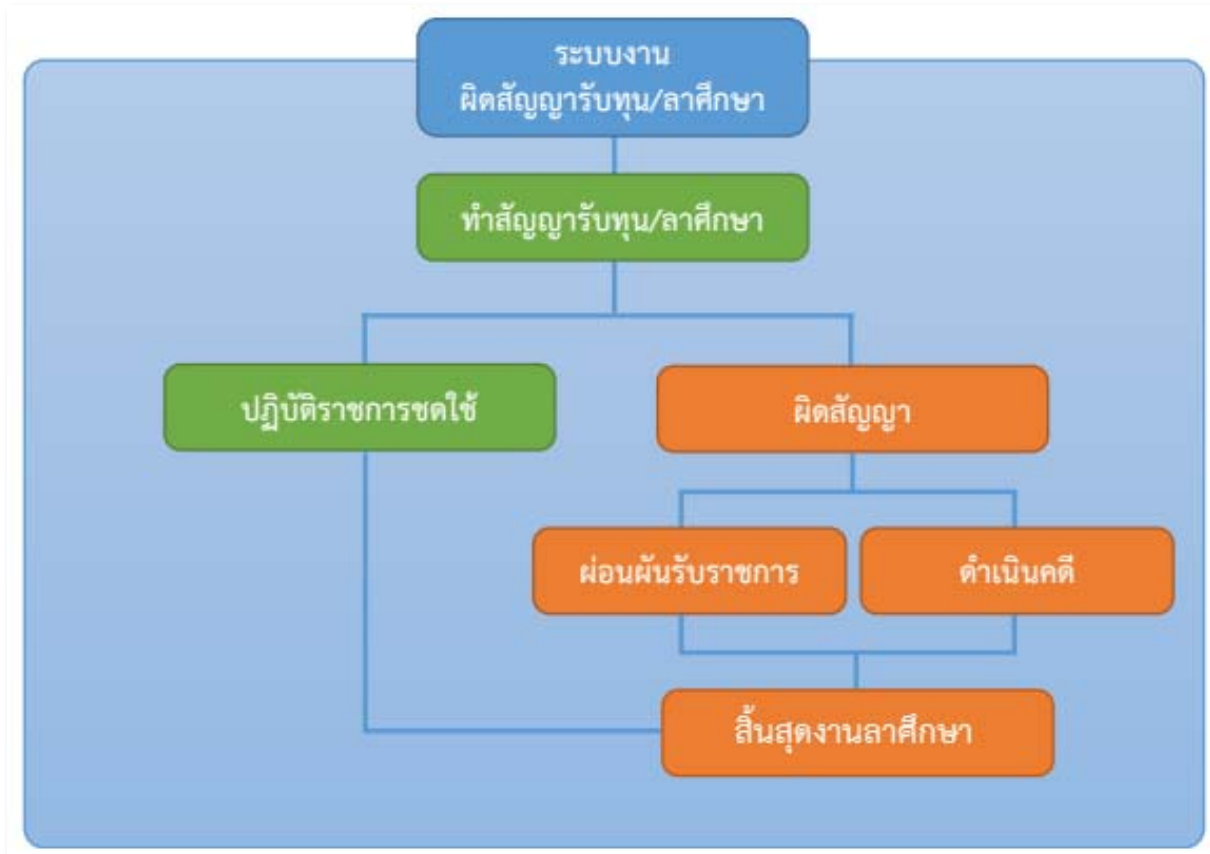 ระบบงาน
ผิดสัญญารับทุน/ลาศึกษา
ทำสัญญารับทุน/ลาศึกษา
ปฏิบัติราชการชดใช้
ผิดสัญญา
ผ่อนผันรับราชการ
ดำเนินคดี
สิ้นสุดงานลาศึกษา